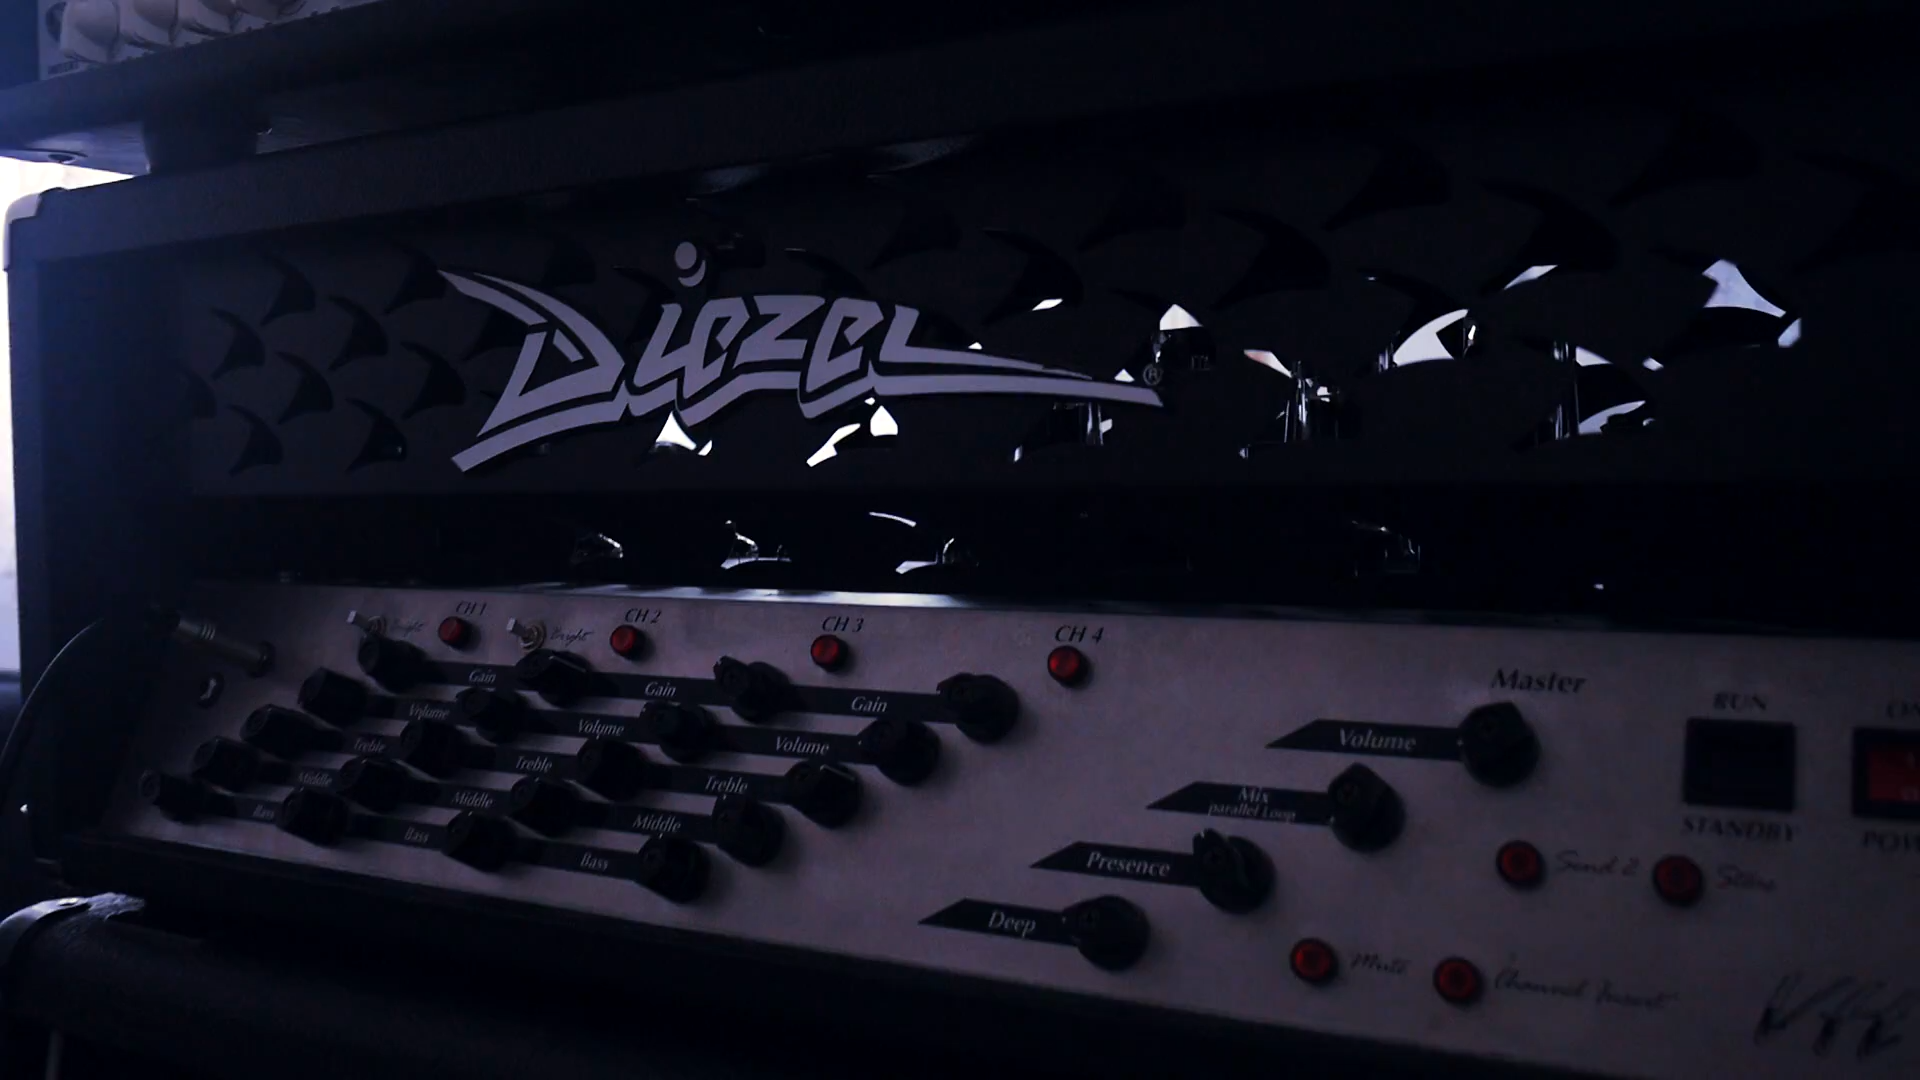 Diezel ®
CH 1
CH 2
CH 3
CH 4
Bright
Bright
Gain
Gain
Gain
Volume
Volume
Volume
Treble
Treble
Treble
Middle
Middle
Middle
Bass
Bass
Bass
Master
Volume
Mix
parallel Loop
Presence
Deep
RUN
STANDBY
Send 2
Store
Mute
Channel Insert